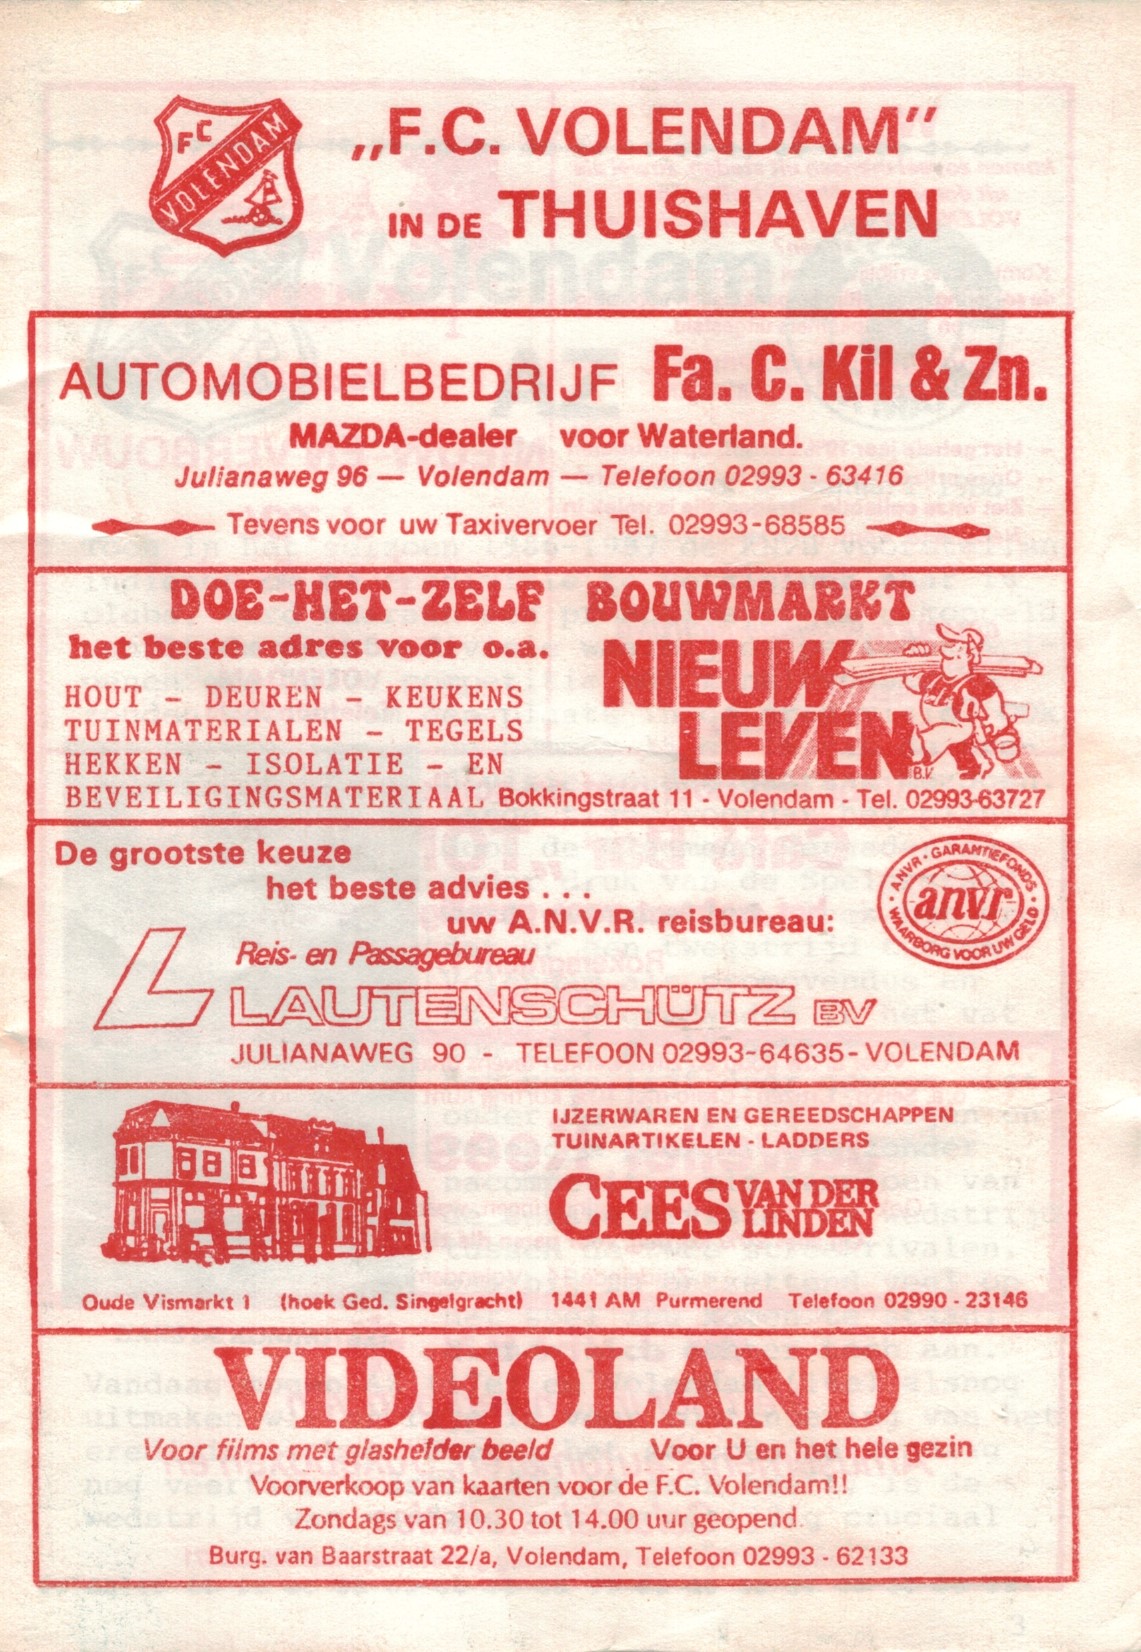 FC
VOLENDAM
„F.C. VOLENDAM”
IN DE THUISHAVEN
AUTOMOBIELBEDRIJF Fa. C. Kil & Zn.
MAZDA-dealer voor Waterland.
Julianaweg 96 — Volendam — Telefoon 02993 - 63416
Tevens voor uw Taxivervoer Tel. 02993-68585
DOE-HET-ZELF BOUWMARKT
het beste adres voor o.a.
NIEUW
LEVEN B.V.
HOUT - DEUREN - KEUKENS
TUINMATERIALEN - TEGELS
HEKKEN - ISOLATIE - EN
BEVEILIGINGSMATERIAAL Bokkingstraat 11 - Volendam - Tel. 02993-63727
De grootste keuze
het beste advies . . .
uw A.N.V.R. reisbureau:
ANVR · GARANTIEFONDS ·
anvr
WAARBORG VOOR UW GELD
Reis- en Passagebureau
L LAUTENSCHÜTZ BV
JULIANAWEG 90 - TELEFOON 02993-64635- VOLENDAM
IJZERWAREN EN GEREEDSCHAPPEN
TUINARTIKELEN - LADDERS
CEES VAN DER LINDEN
Oude Vismarkt 1 (hoek Ged. Singelgracht) 1441 AM Purmerend Telefoon 02990 - 23146
VIDEOLAND
Voor films met glashelder beeld Voor U en het hele gezin
Voorverkoop van kaarten voor de F.C. Volendam!!
Zondags van 10.30 tot 14.00 uur geopend.
Burg. van Baarstraat 22/a, Volendam, Telefoon 02993 - 62133